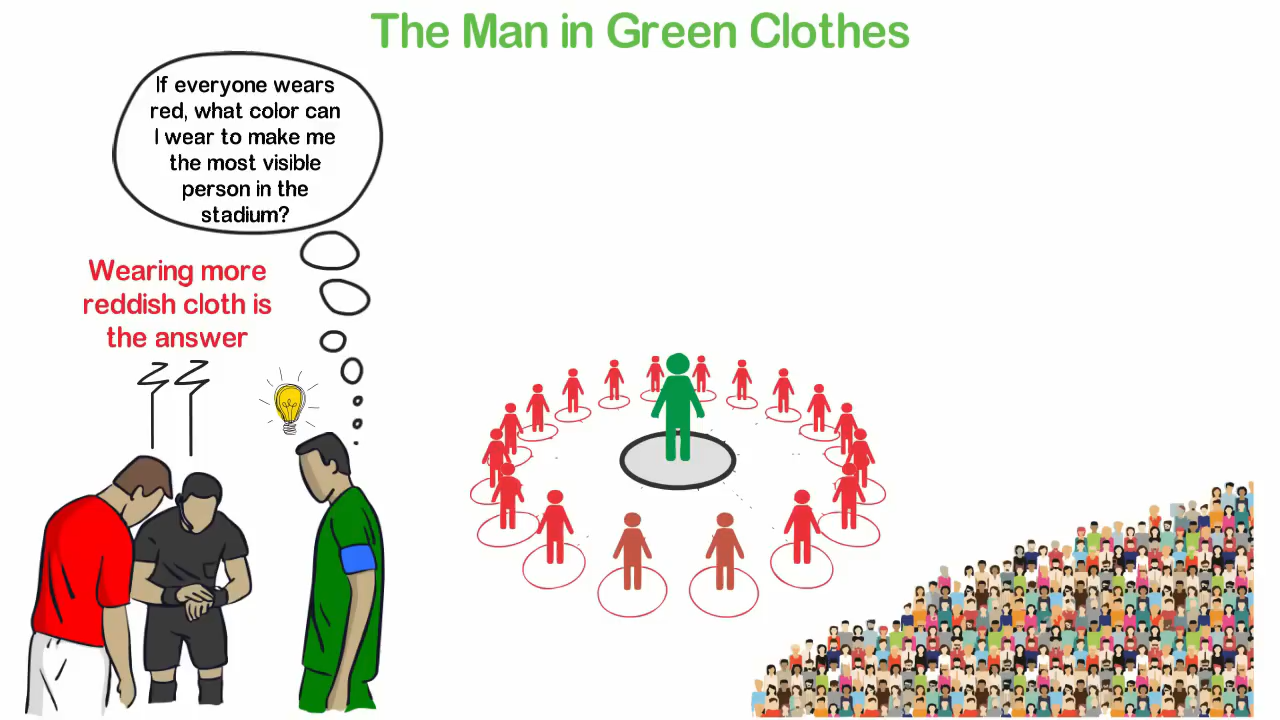 The Man in Green Clothes
If everyone wears
red, what color can
I wear to make me
the most visible
person in the
stadium?
Wearing more
reddish cloth is
the answer